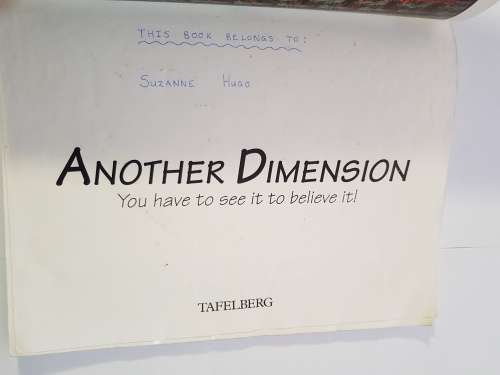 THIS BOOK BELONGS TO:
SUZANNE HUGO
ANOTHER DIMENSION
You have to see it to believe it!
TAFELBERG